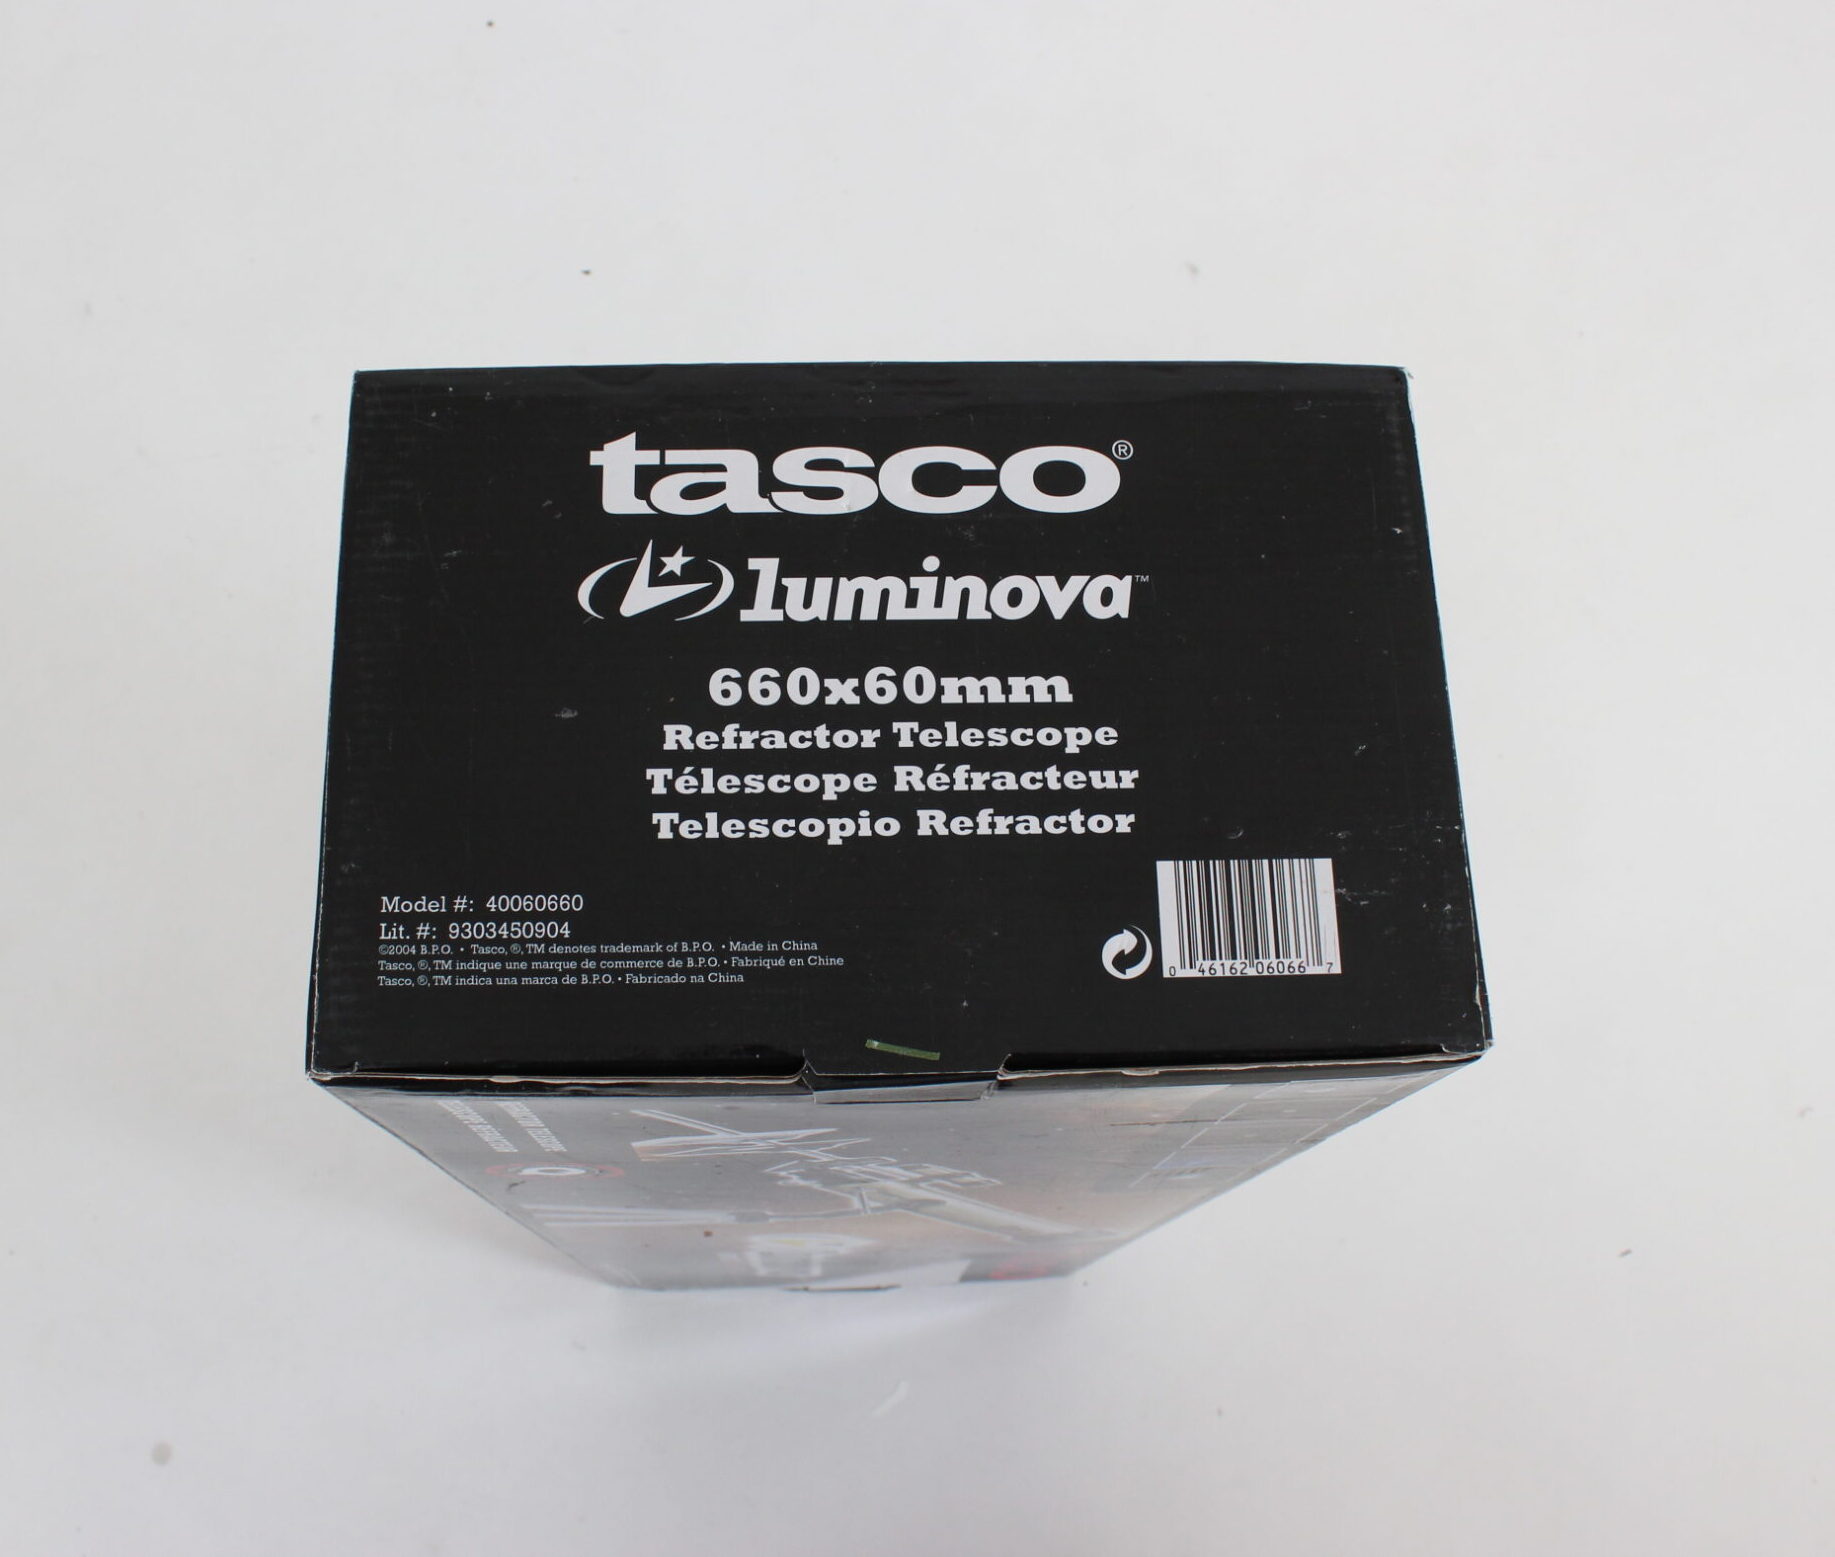 tasco®
luminova™
660x60mm
Refractor Telescope
Télescope Réfracteur
Telescopio Refractor
Model #: 40060660
Lit. #: 9303450904
©2004 B.P.O. • Tasco, ®, TM denotes trademark of B.P.O. • Made in China
Tasco, ®, TM indique une marque de commerce de B.P.O. • Fabriqué en Chine
Tasco, ®, TM indica una marca de B.P.O. • Fabricado na China
0 46162 06066 7